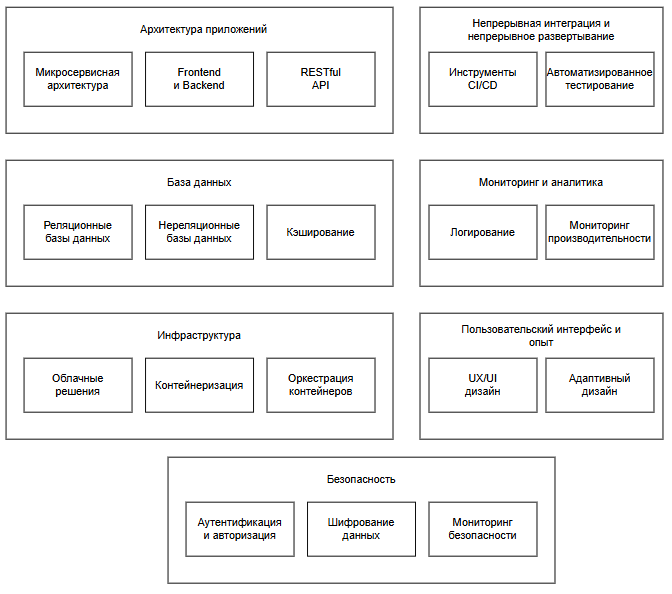 Архитектура приложений
Микросервисная
архитектура
Frontend
и Backend
RESTful
API
Непрерывная интеграция и
непрерывное развертывание
Инструменты
CI/CD
Автоматизированное
тестирование
База данных
Реляционные
базы данных
Нереляционные
базы данных
Кэширование
Мониторинг и аналитика
Логирование
Мониторинг
производительности
Инфраструктура
Облачные
решения
Контейнеризация
Оркестрация
контейнеров
Пользовательский интерфейс и
опыт
UX/UI
дизайн
Адаптивный
дизайн
Безопасность
Аутентификация
и авторизация
Шифрование
данных
Мониторинг
безопасности